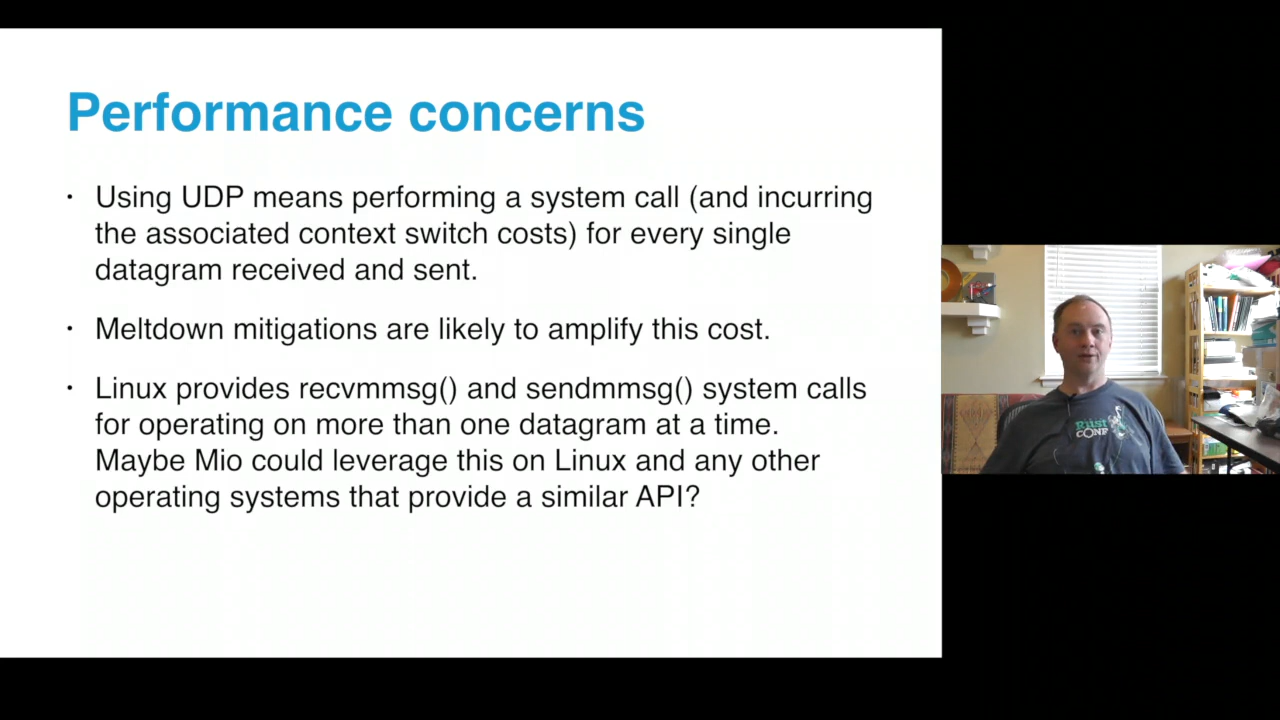 Performance concerns
· Using UDP means performing a system call (and incurring
the associated context switch costs) for every single
datagram received and sent.
· Meltdown mitigations are likely to amplify this cost.
· Linux provides recvmmsg() and sendmmsg() system calls
for operating on more than one datagram at a time.
Maybe Mio could leverage this on Linux and any other
operating systems that provide a similar API?
Rust
CONF